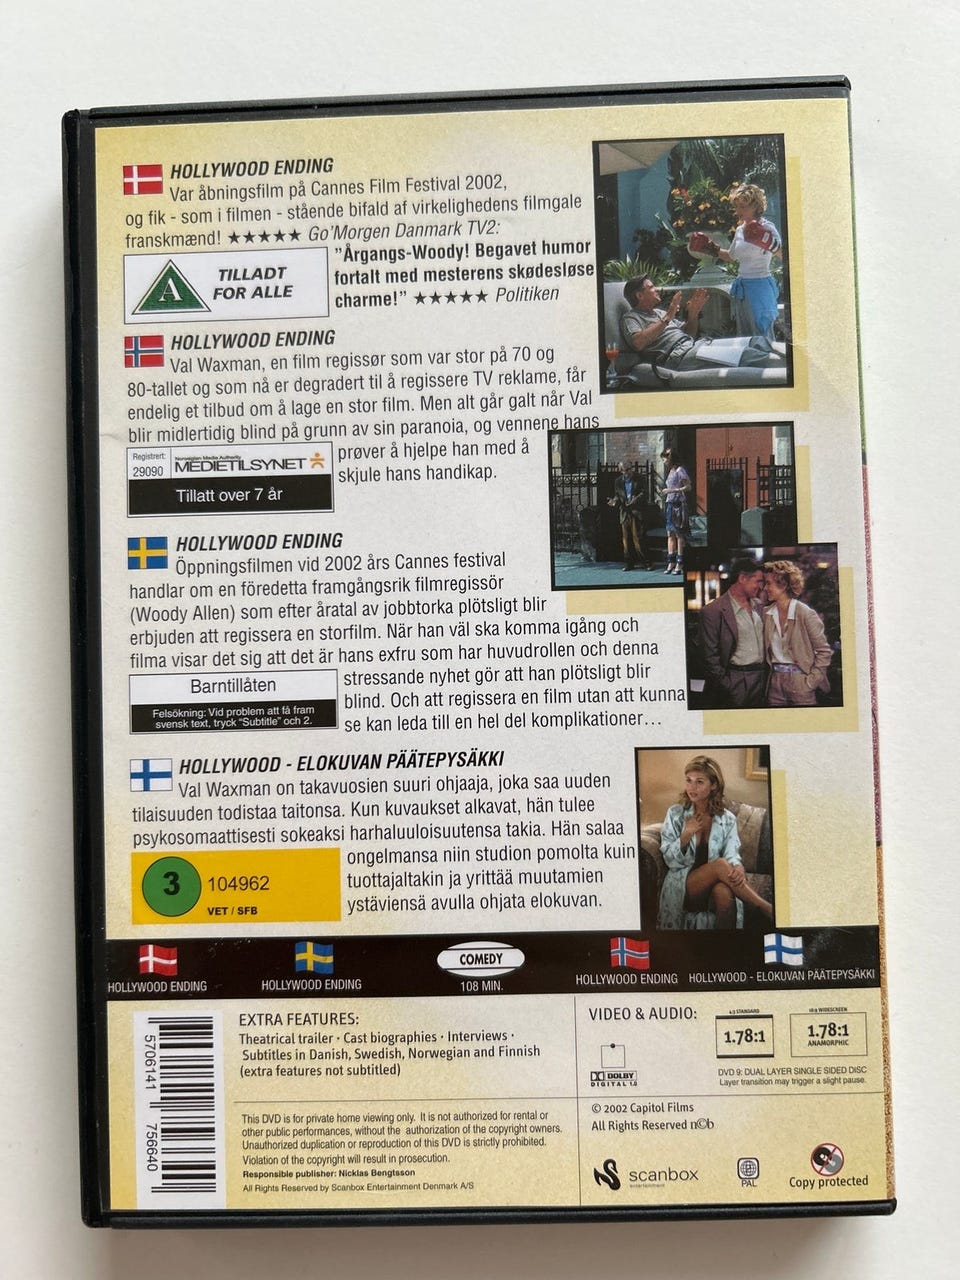 HOLLYWOOD ENDING
Var åbningsfilm på Cannes Film Festival 2002,
og fik - som i filmen - stående bifald af virkelighedens filmgale
franskmænd! ★★★★★ Go'Morgen Danmark TV2:
"Årgangs-Woody! Begavet humor
fortalt med mesterens skødesløse
charme!" ★★★★★ Politiken
A
TILLADT
FOR ALLE
HOLLYWOOD ENDING
Val Waxman, en film regissør som var stor på 70 og
80-tallet og som nå er degradert til å regissere TV reklame, får
endelig et tilbud om å lage en stor film. Men alt går galt når Val
blir midlertidig blind på grunn av sin paranoia, og vennene hans
prøver å hjelpe han med å
skjule hans handikap.
Registrert:
29090
Norwegian Media Authority
MEDIETILSYNET
Tillatt over 7 år
HOLLYWOOD ENDING
Öppningsfilmen vid 2002 års Cannes festival
handlar om en föredetta framgångsrik filmregissör
(Woody Allen) som efter åratal av jobbtorka plötsligt blir
erbjuden att regissera en storfilm. När han väl ska komma igång och
filma visar det sig att det är hans exfru som har huvudrollen och denna
stressande nyhet gör att han plötsligt blir
blind. Och att regissera en film utan att kunna
se kan leda till en hel del komplikationer...
Barntillåten
Felsökning: Vid problem att få fram
svensk text, tryck "Subtitle" och 2.
HOLLYWOOD - ELOKUVAN PÄÄTEPYSÄKKI
Val Waxman on takavuosien suuri ohjaaja, joka saa uuden
tilaisuuden todistaa taitonsa. Kun kuvaukset alkavat, hän tulee
psykosomaattisesti sokeaksi harhaluuloisuutensa takia. Hän salaa
ongelmansa niin studion pomolta kuin
tuottajaltakin ja yrittää muutamien
ystäviensä avulla ohjata elokuvan.
3
104962
VET / SFB
HOLLYWOOD ENDING
HOLLYWOOD ENDING
COMEDY
108 MIN.
HOLLYWOOD ENDING
HOLLYWOOD - ELOKUVAN PÄÄTEPYSÄKKI
5706141 756640
EXTRA FEATURES:
Theatrical trailer · Cast biographies · Interviews ·
Subtitles in Danish, Swedish, Norwegian and Finnish
(extra features not subtitled)
VIDEO & AUDIO:
DOLBY
DIGITAL 1.0
4:3 STANDARD
1.78:1
16:9 WIDESCREEN
1.78:1
ANAMORPHIC
DVD 9: DUAL LAYER SINGLE SIDED DISC
Layer transition may trigger a slight pause.
This DVD is for private home viewing only. It is not authorized for rental or
other public performances, without the authorization of the copyright owners.
Unauthorized duplication or reproduction of this DVD is strictly prohibited.
Violation of the copyright will result in prosecution.
Responsible publisher: Nicklas Bengtsson
All Rights Reserved by Scanbox Entertainment Denmark A/S
© 2002 Capitol Films
All Rights Reserved n©b
scanbox
entertainment
PAL
Copy protected